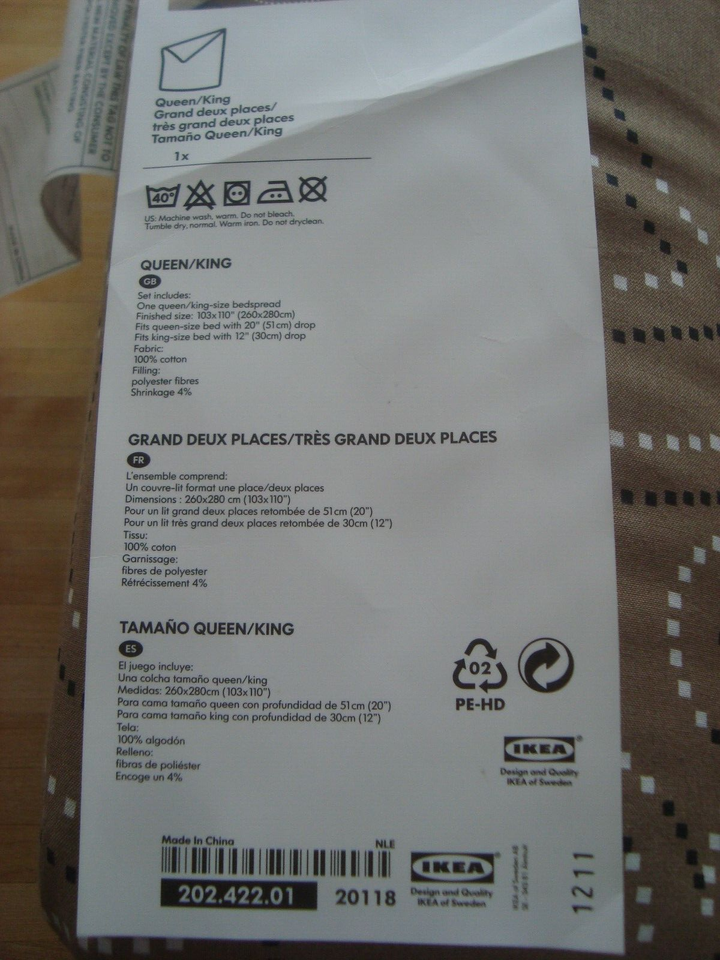 Queen/King
Grand deux places/
très grand deux places
Tamaño Queen/King
1x
40°
US: Machine wash, warm. Do not bleach.
Tumble dry, normal. Warm iron. Do not dryclean.
QUEEN/KING
GB
Set includes:
One queen/king-size bedspread
Finished size: 103x110" (260x280cm)
Fits queen-size bed with 20" (51cm) drop
Fits king-size bed with 12" (30cm) drop
Fabric:
100% cotton
Filling:
polyester fibres
Shrinkage 4%
GRAND DEUX PLACES/TRÈS GRAND DEUX PLACES
FR
L'ensemble comprend:
Un couvre-lit format une place/deux places
Dimensions : 260x280 cm (103x110")
Pour un lit grand deux places retombée de 51cm (20")
Pour un lit très grand deux places retombée de 30cm (12")
Tissu:
100% coton
Garnissage:
fibres de polyester
Rétrécissement 4%
TAMAÑO QUEEN/KING
ES
El juego incluye:
Una colcha tamaño queen/king
Medidas: 260x280cm (103x110")
Para cama tamaño queen con profundidad de 51cm (20")
Para cama tamaño king con profundidad de 30cm (12")
Tela:
100% algodón
Relleno:
fibras de poliéster
Encoge un 4%
02
PE-HD
IKEA®
Design and Quality
IKEA of Sweden
Made In China
NLE
202.422.01
20118
IKEA®
Design and Quality
IKEA of Sweden
IKEA of Sweden AB
1211